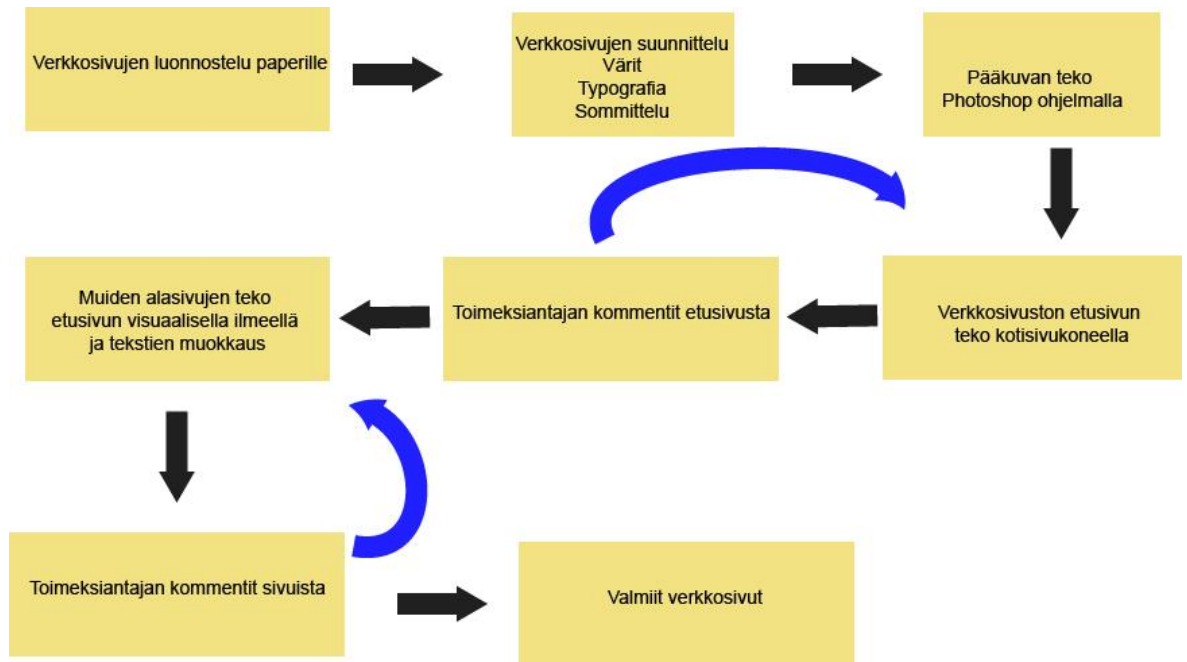 Verkkosivujen luonnostelu paperille
Verkkosivujen suunnittelu
Värit
Typografia
Sommittelu
Pääkuvan teko
Photoshop ohjelmalla
Verkkosivuston etusivun
teko kotisivukoneella
Toimeksiantajan kommentit etusivusta
Muiden alasivujen teko
etusivun visuaalisella ilmeellä
ja tekstien muokkaus
Toimeksiantajan kommentit sivuista
Valmiit verkkosivut